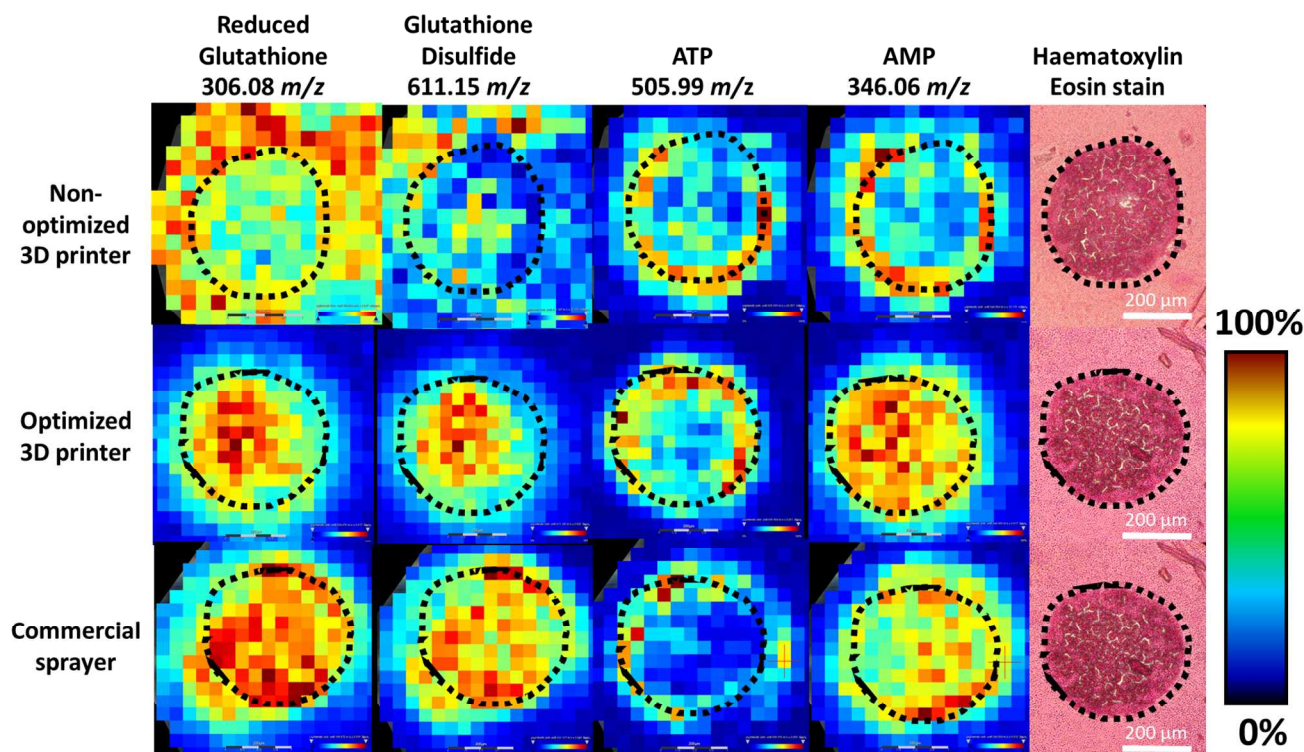 Reduced
Glutathione
306.08 m/z
Glutathione
Disulfide
611.15 m/z
ATP
505.99 m/z
AMP
346.06 m/z
Haematoxylin
Eosin stain
Non-
optimized
3D printer
200 µm
Optimized
3D printer
200 µm
Commercial
sprayer
200 µm
100%
0%